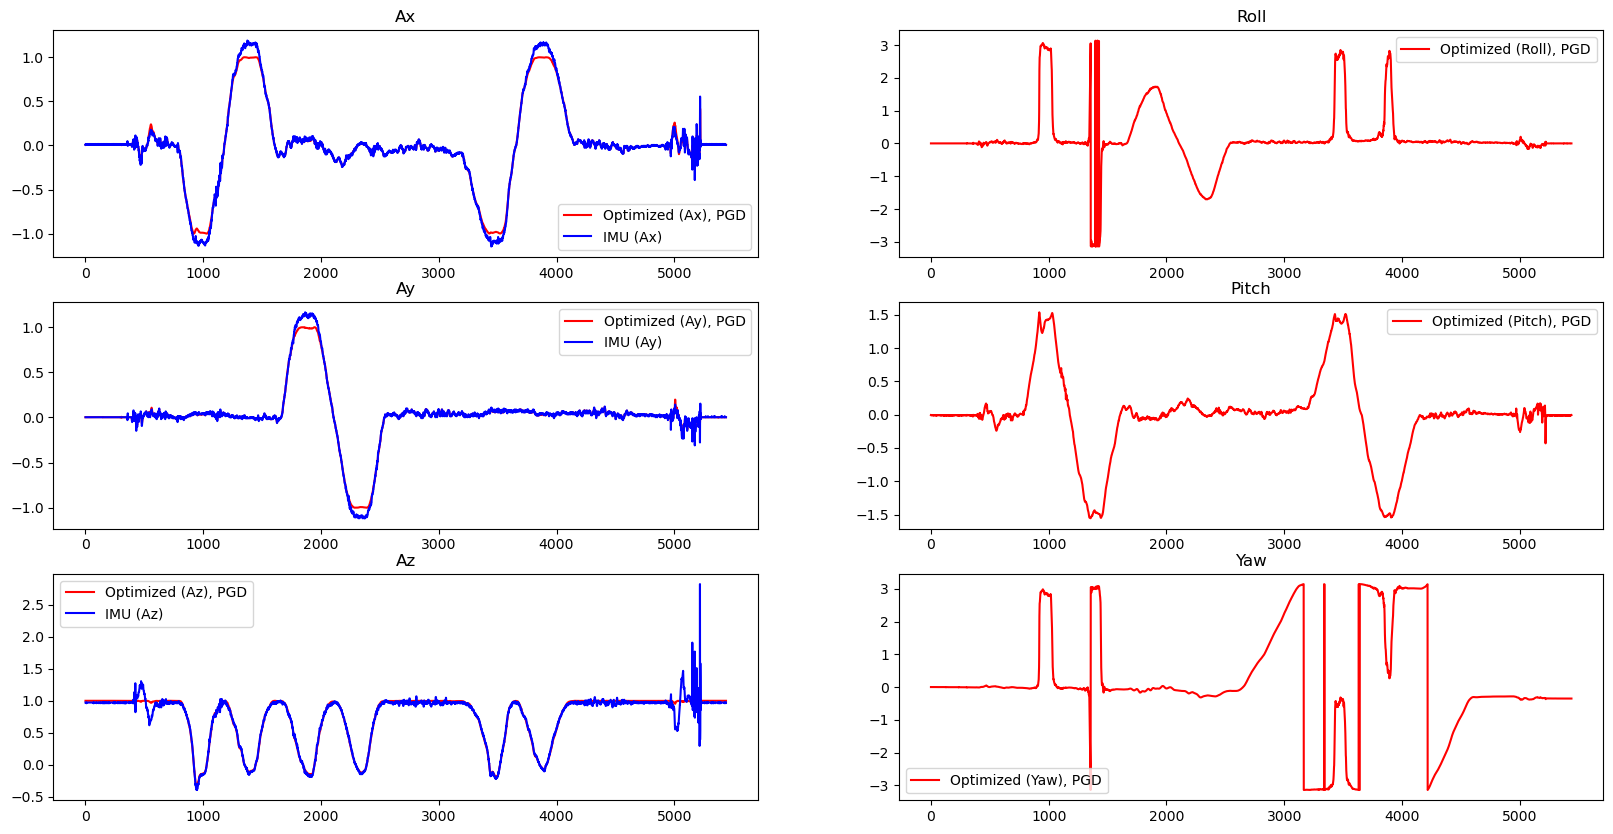 Ax
1.0
0.5
0.0
−0.5
−1.0
Optimized (Ax), PGD
IMU (Ax)
0 1000 2000 3000 4000 5000
Roll
3
2
1
0
−1
−2
−3
Optimized (Roll), PGD
0 1000 2000 3000 4000 5000
Ay
1.0
0.5
0.0
−0.5
−1.0
Optimized (Ay), PGD
IMU (Ay)
0 1000 2000 3000 4000 5000
Pitch
1.5
1.0
0.5
0.0
−0.5
−1.0
−1.5
Optimized (Pitch), PGD
0 1000 2000 3000 4000 5000
Az
Optimized (Az), PGD
IMU (Az)
2.5
2.0
1.5
1.0
0.5
0.0
−0.5
0 1000 2000 3000 4000 5000
Yaw
3
2
1
0
−1
−2
−3
Optimized (Yaw), PGD
0 1000 2000 3000 4000 5000